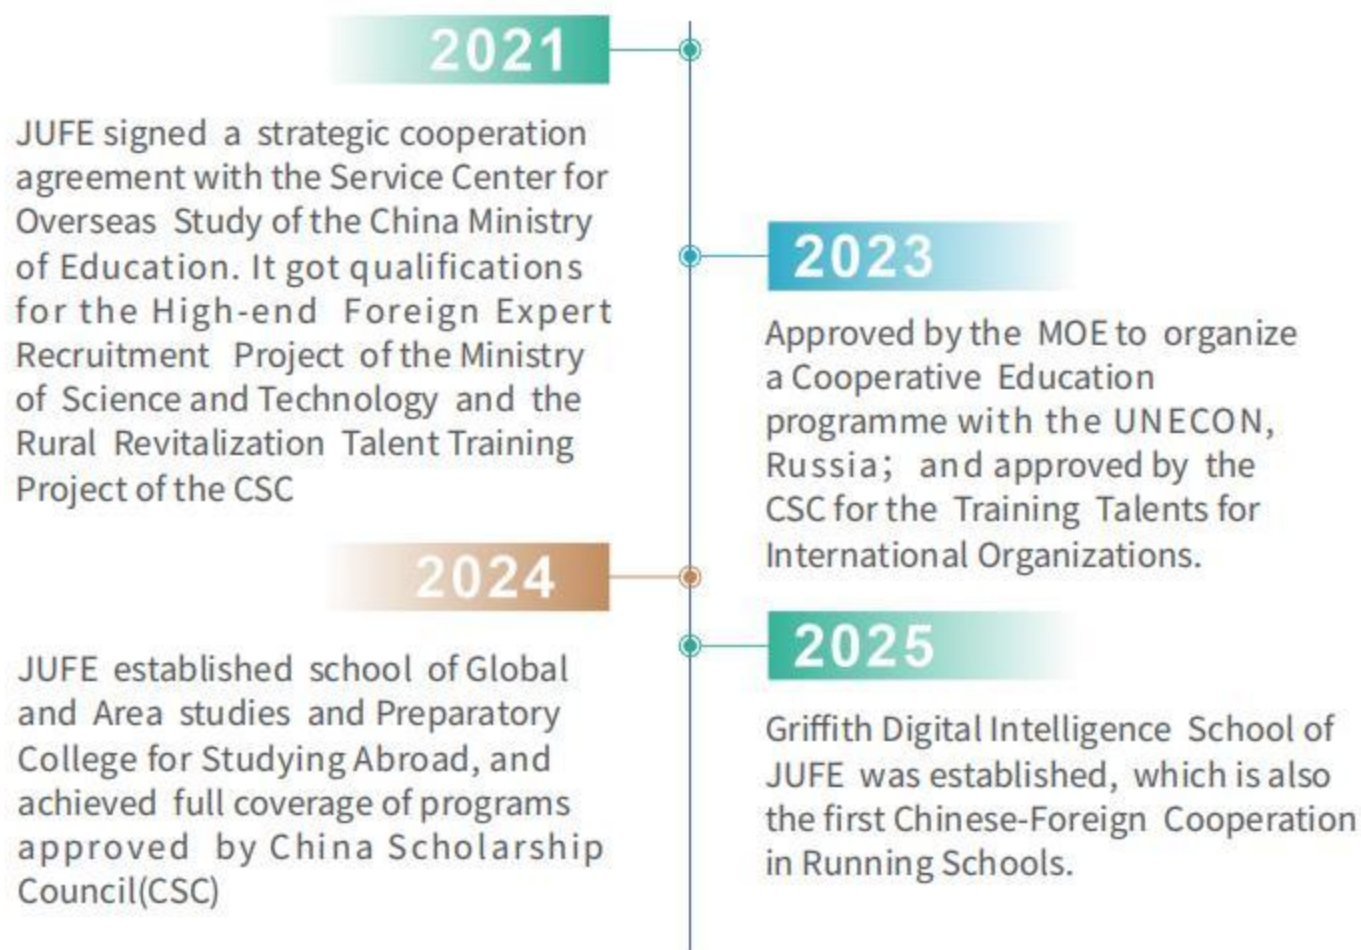 2021
JUFE signed a strategic cooperation
agreement with the Service Center for
Overseas Study of the China Ministry
of Education. It got qualifications
for the High-end Foreign Expert
Recruitment Project of the Ministry
of Science and Technology and the
Rural Revitalization Talent Training
Project of the CSC
2023
Approved by the MOE to organize
a Cooperative Education
programme with the UNECON,
Russia； and approved by the
CSC for the Training Talents for
International Organizations.
2024
JUFE established school of Global
and Area studies and Preparatory
College for Studying Abroad, and
achieved full coverage of programs
approved by China Scholarship
Council(CSC)
2025
Griffith Digital Intelligence School of
JUFE was established, which is also
the first Chinese-Foreign Cooperation
in Running Schools.